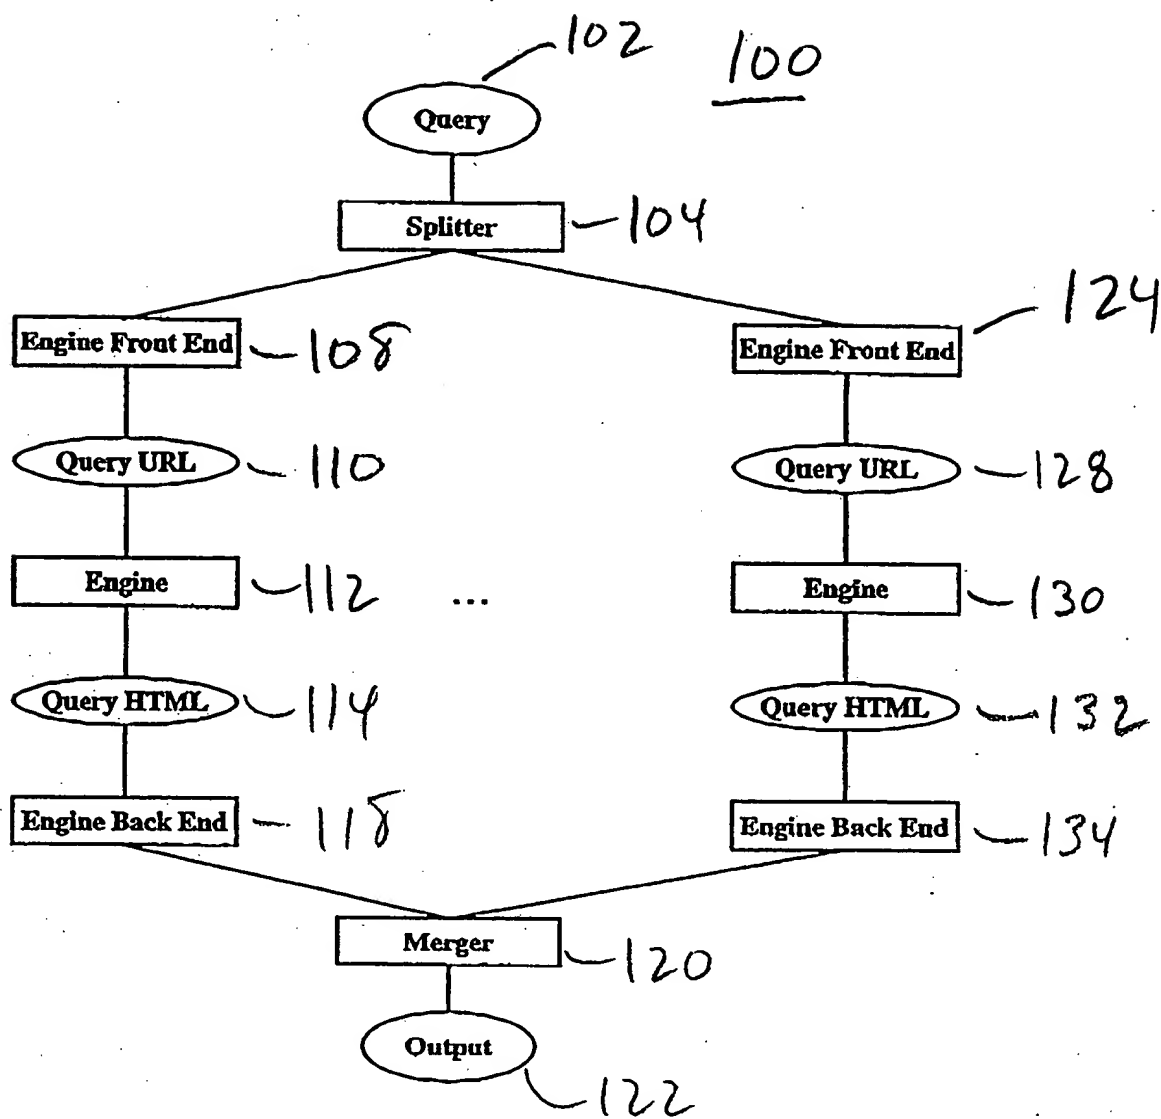 102
100
Query
Splitter
104
124
Engine Front End
108
Engine Front End
Query URL
110
Query URL
128
Engine
112
...
Engine
130
Query HTML
114
Query HTML
132
Engine Back End
118
Engine Back End
134
Merger
120
Output
122